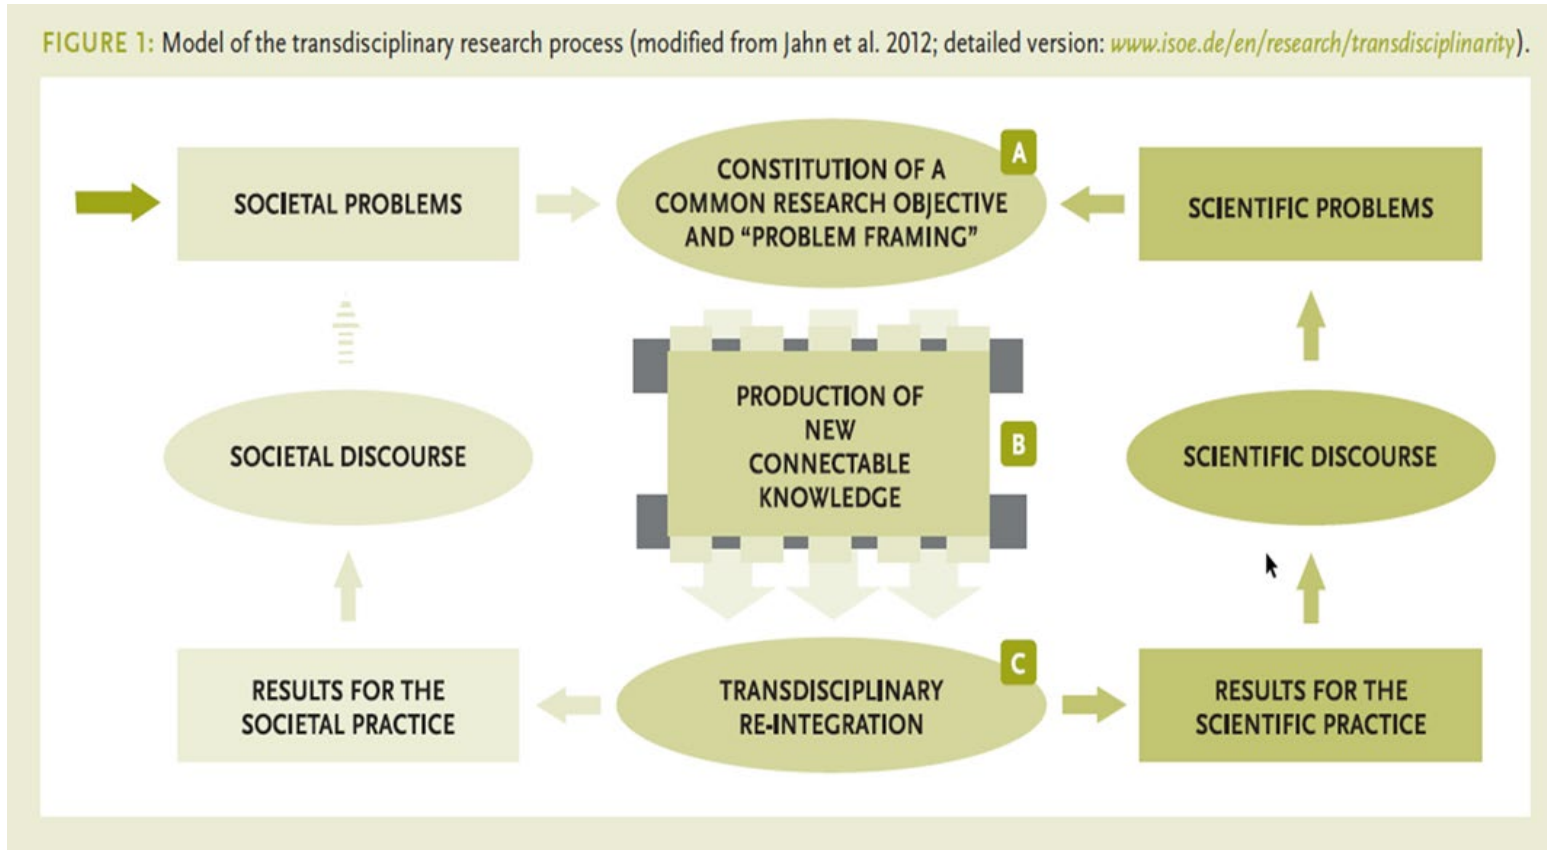 FIGURE 1: Model of the transdisciplinary research process (modified from Jahn et al. 2012; detailed version: www.isoe.de/en/research/transdisciplinarity).
SOCIETAL PROBLEMS
CONSTITUTION OF A
COMMON RESEARCH OBJECTIVE
AND “PROBLEM FRAMING”
A
SCIENTIFIC PROBLEMS
SOCIETAL DISCOURSE
PRODUCTION OF
NEW
CONNECTABLE
KNOWLEDGE
B
SCIENTIFIC DISCOURSE
RESULTS FOR THE
SOCIETAL PRACTICE
TRANSDISCIPLINARY
RE-INTEGRATION
C
RESULTS FOR THE
SCIENTIFIC PRACTICE